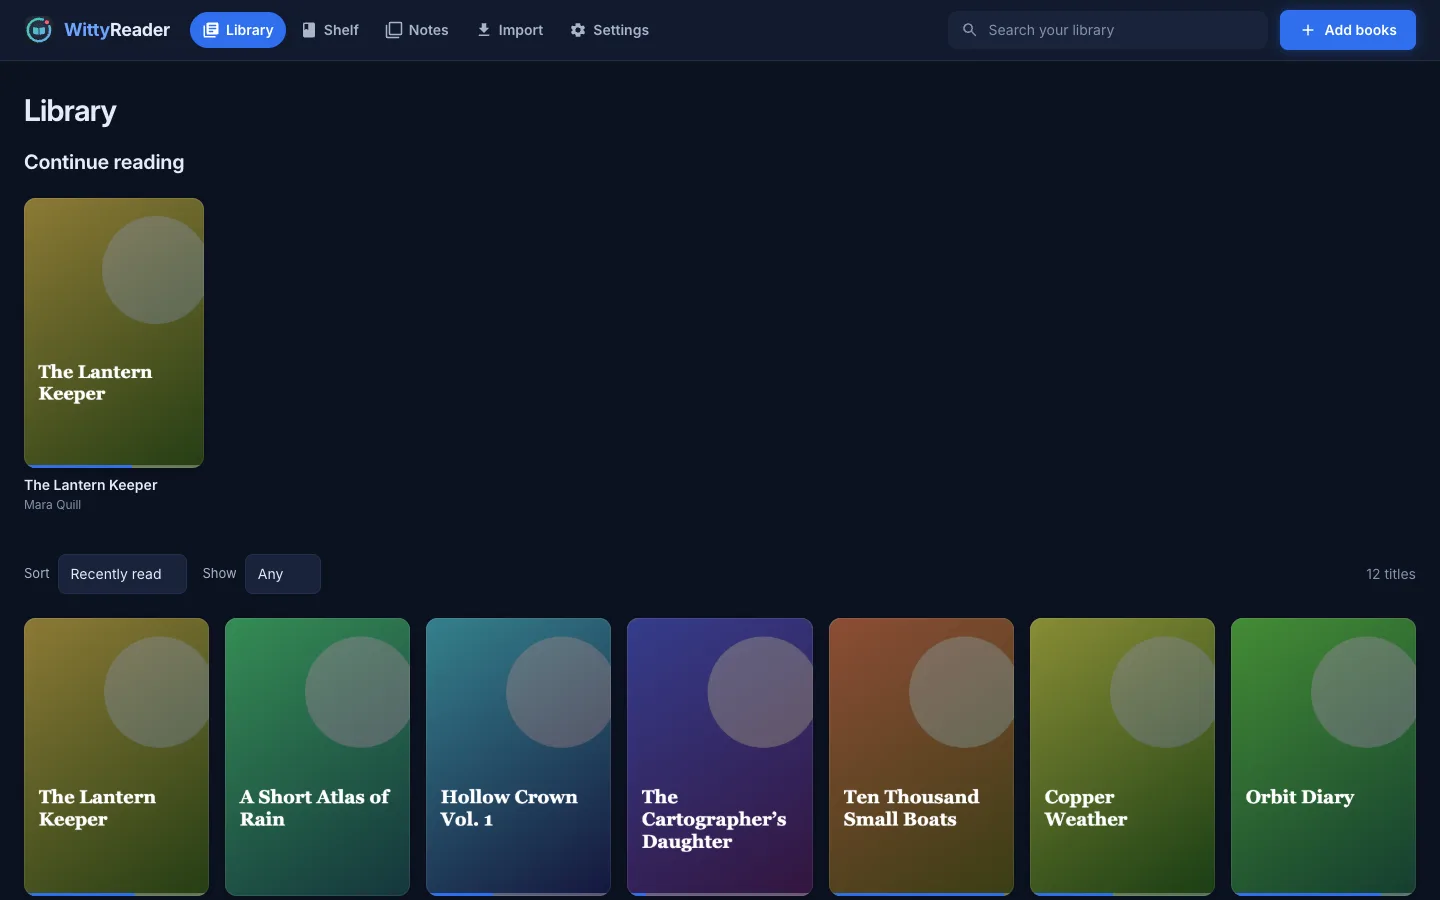 WittyReader
Library
Shelf
Notes
Import
Settings
Search your library
Add books
Library
Continue reading
The Lantern
Keeper
The Lantern Keeper
Mara Quill
Sort
Recently read
Show
Any
12 titles
The Lantern
Keeper
A Short Atlas of
Rain
Hollow Crown
Vol. 1
The
Cartographer’s
Daughter
Ten Thousand
Small Boats
Copper
Weather
Orbit Diary